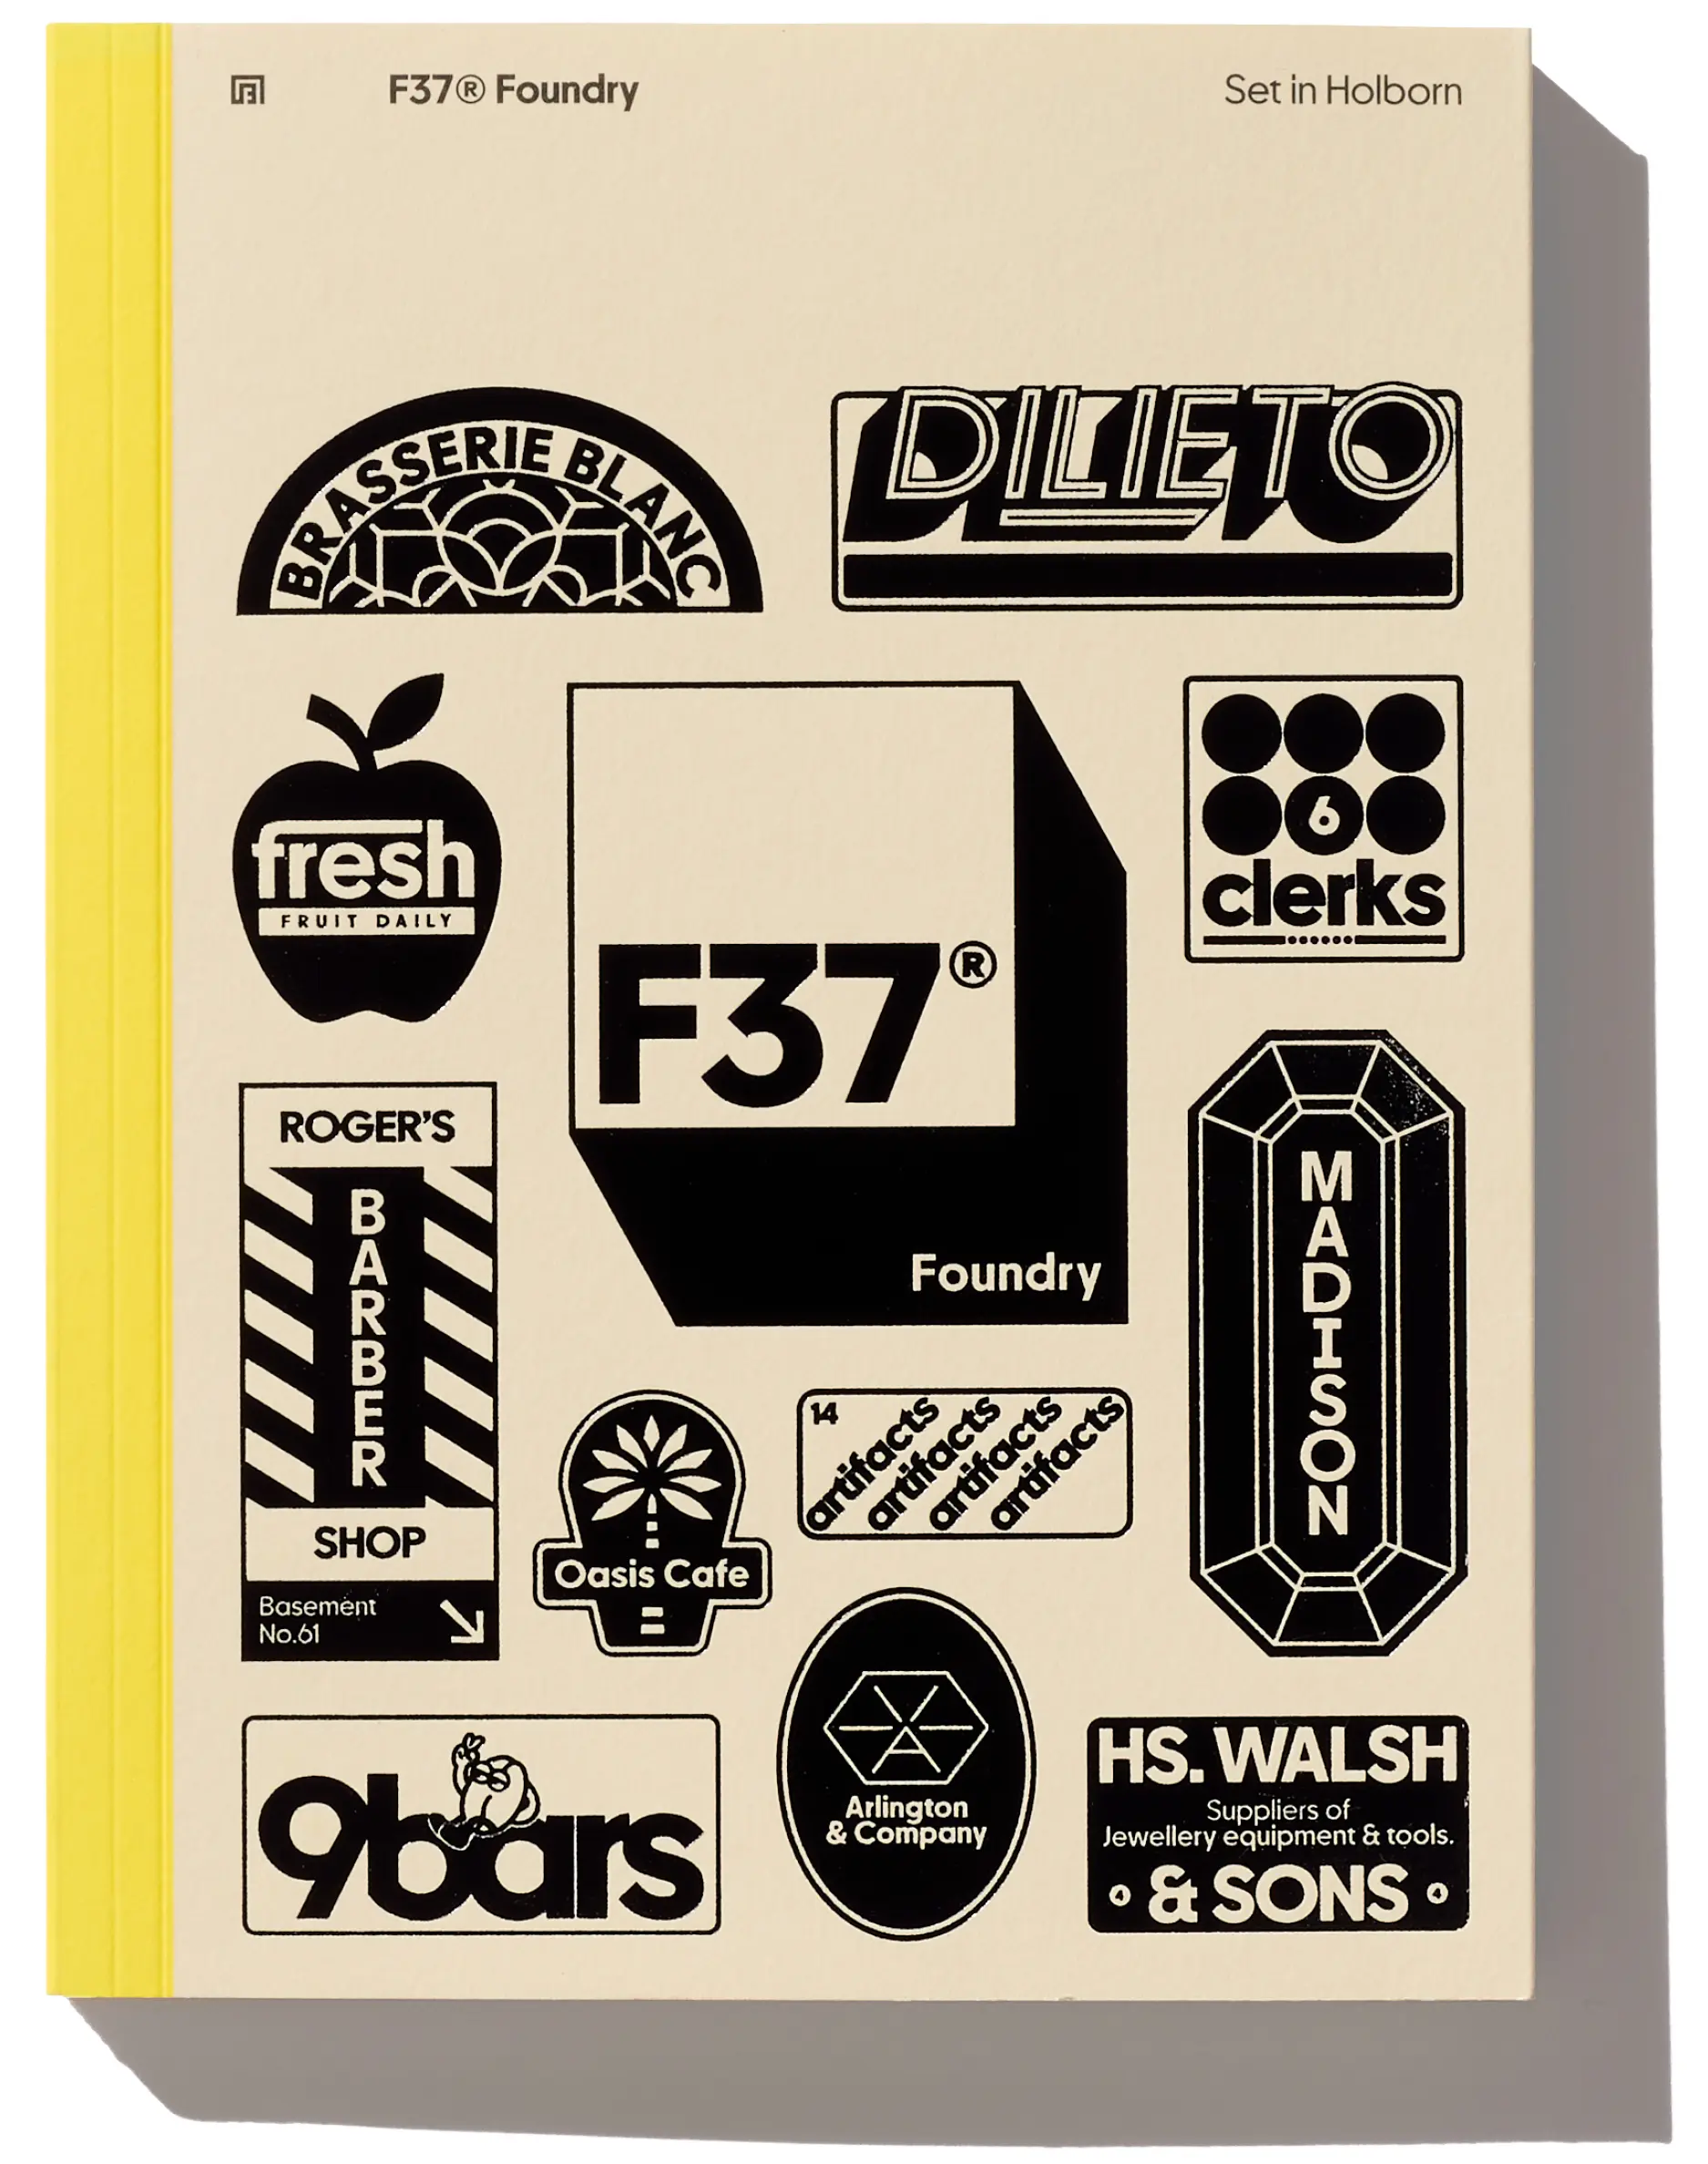 F37® Foundry
Set in Holborn
BRASSERIE BLANC
DILIETO
fresh
FRUIT DAILY
F37®
Foundry
6
clerks
ROGER'S
BARBER
SHOP
Basement
No.61
MADISON
14
artifacts
artifacts
artifacts
artifacts
Oasis Cafe
9bars
Arlington
& Company
HS. WALSH
Suppliers of
Jewellery equipment & tools.
& SONS